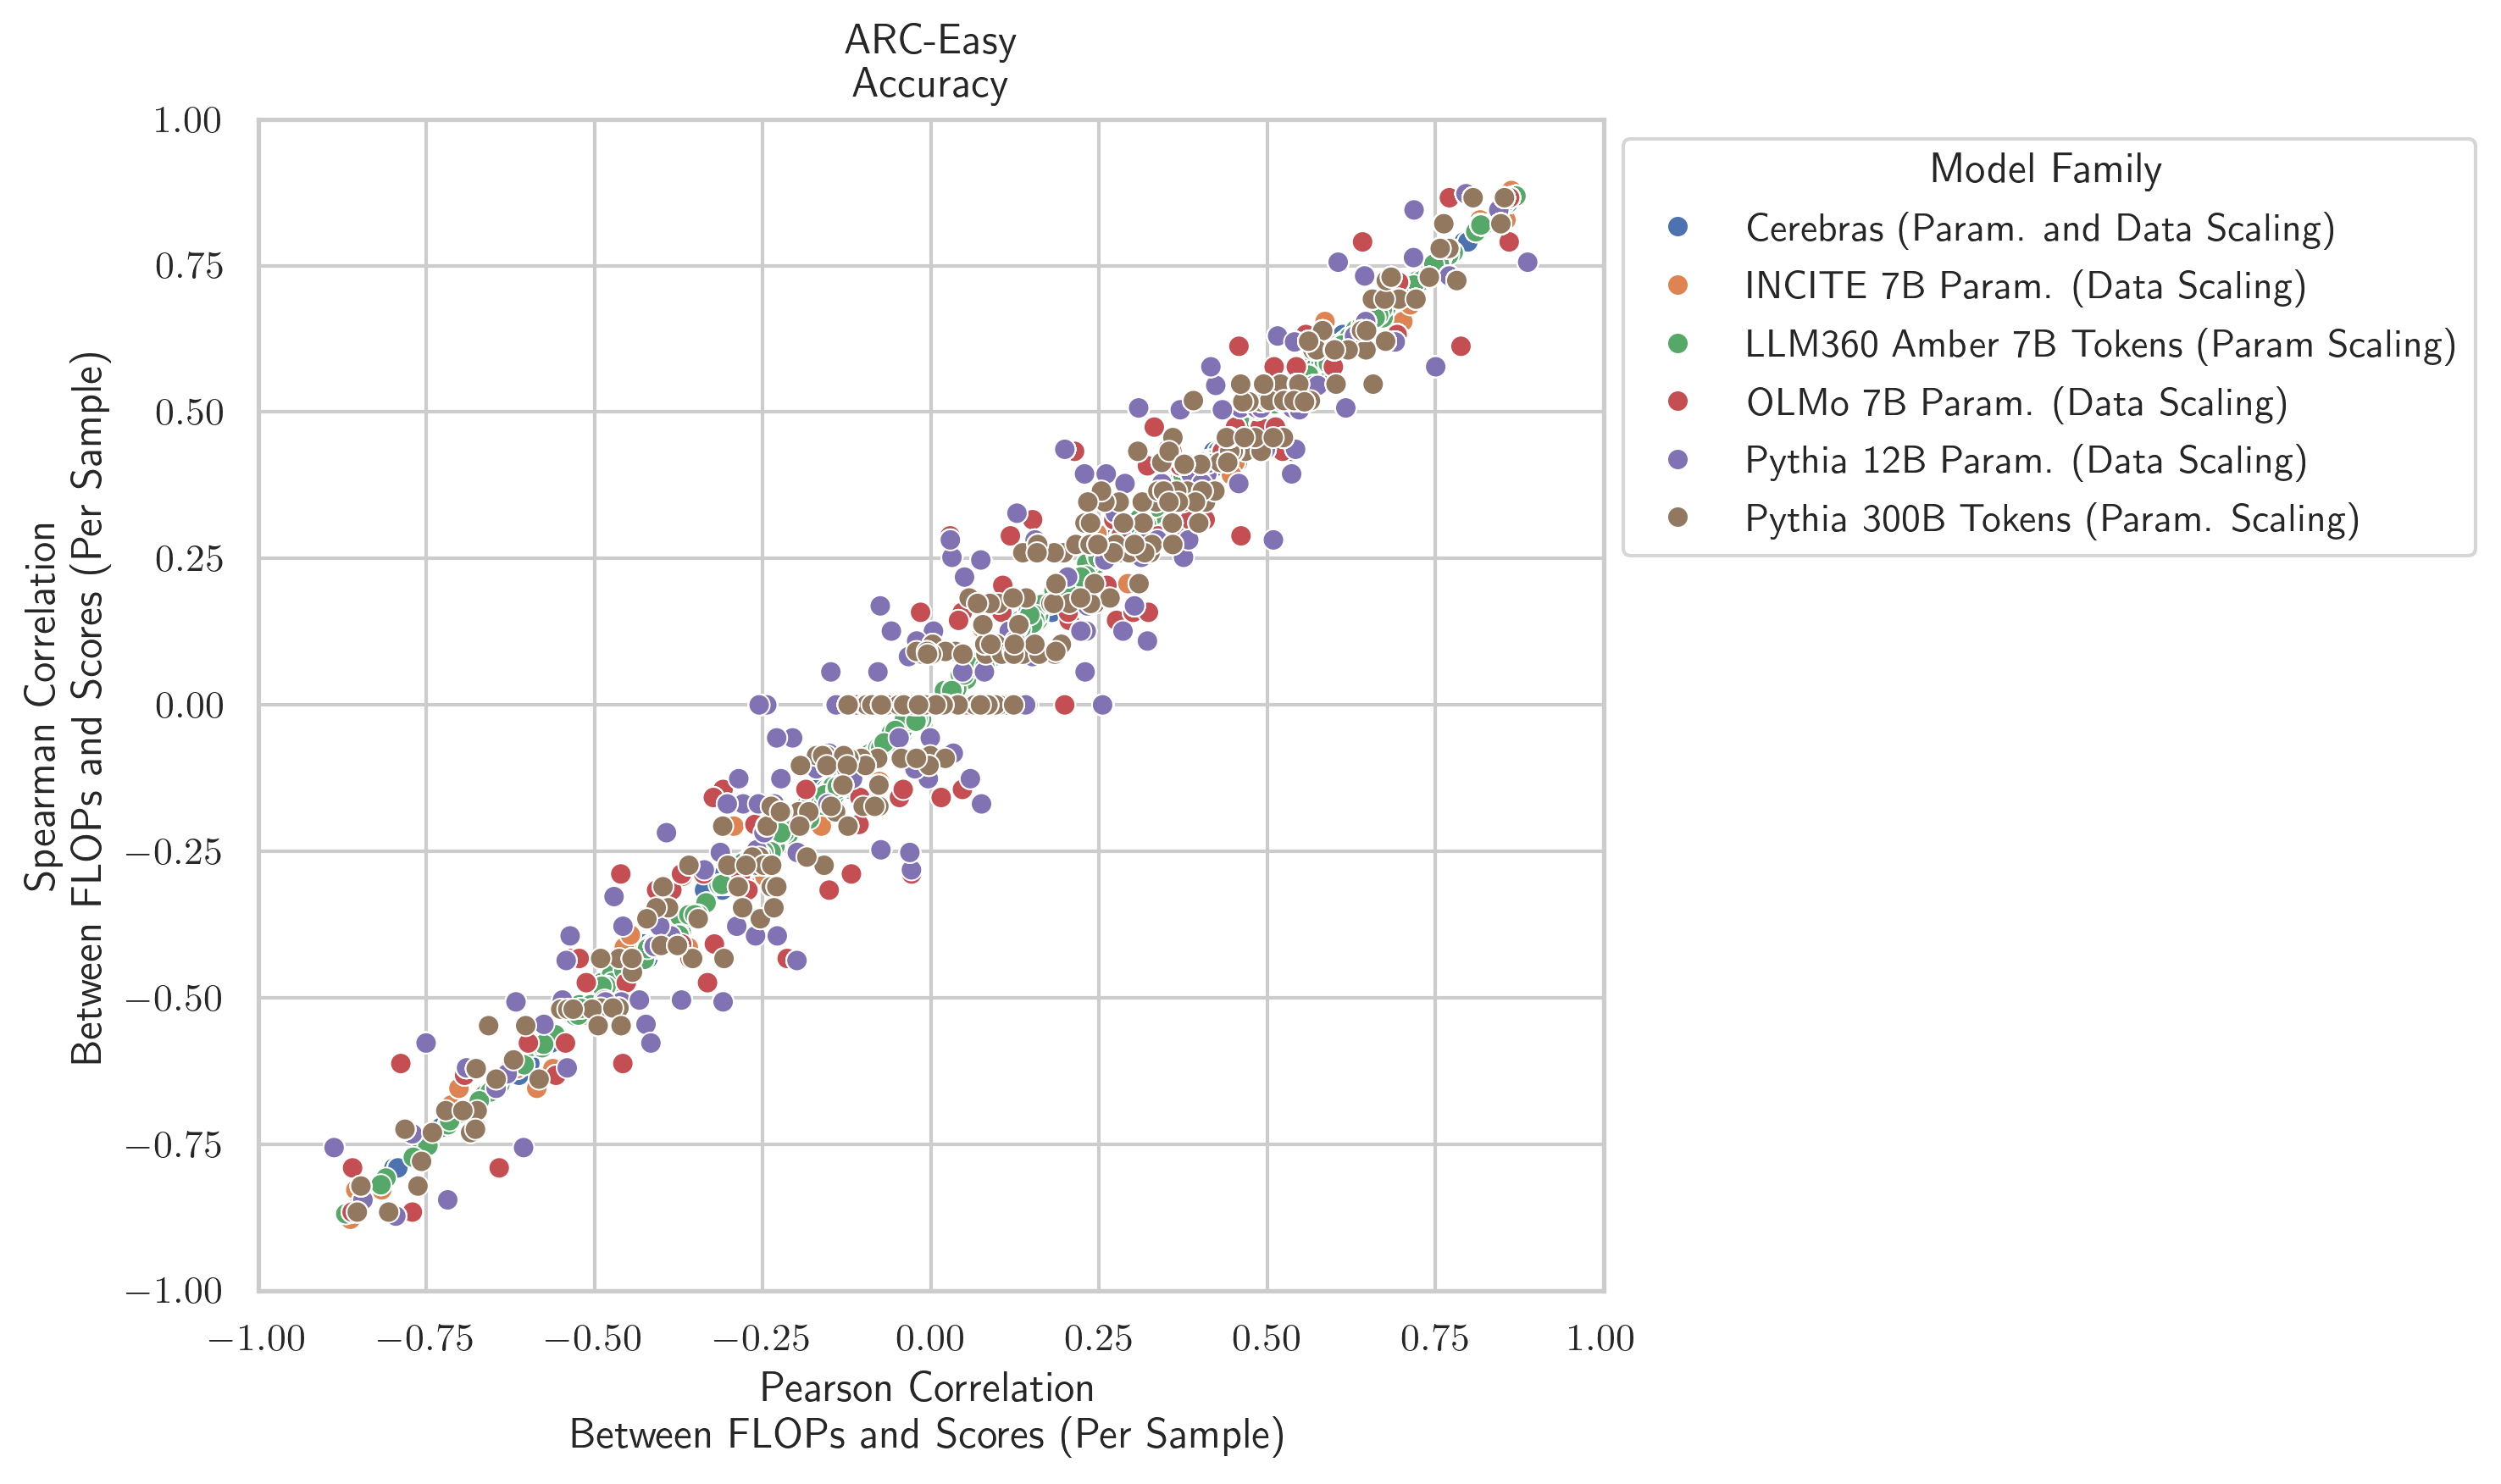 ARC-Easy
Accuracy
1.00
0.75
0.50
0.25
0.00
−0.25
−0.50
−0.75
−1.00
Spearman Correlation
Between FLOPs and Scores (Per Sample)
−1.00 −0.75 −0.50 −0.25 0.00 0.25 0.50 0.75 1.00
Pearson Correlation
Between FLOPs and Scores (Per Sample)
Model Family
Cerebras (Param. and Data Scaling)
INCITE 7B Param. (Data Scaling)
LLM360 Amber 7B Tokens (Param Scaling)
OLMo 7B Param. (Data Scaling)
Pythia 12B Param. (Data Scaling)
Pythia 300B Tokens (Param. Scaling)